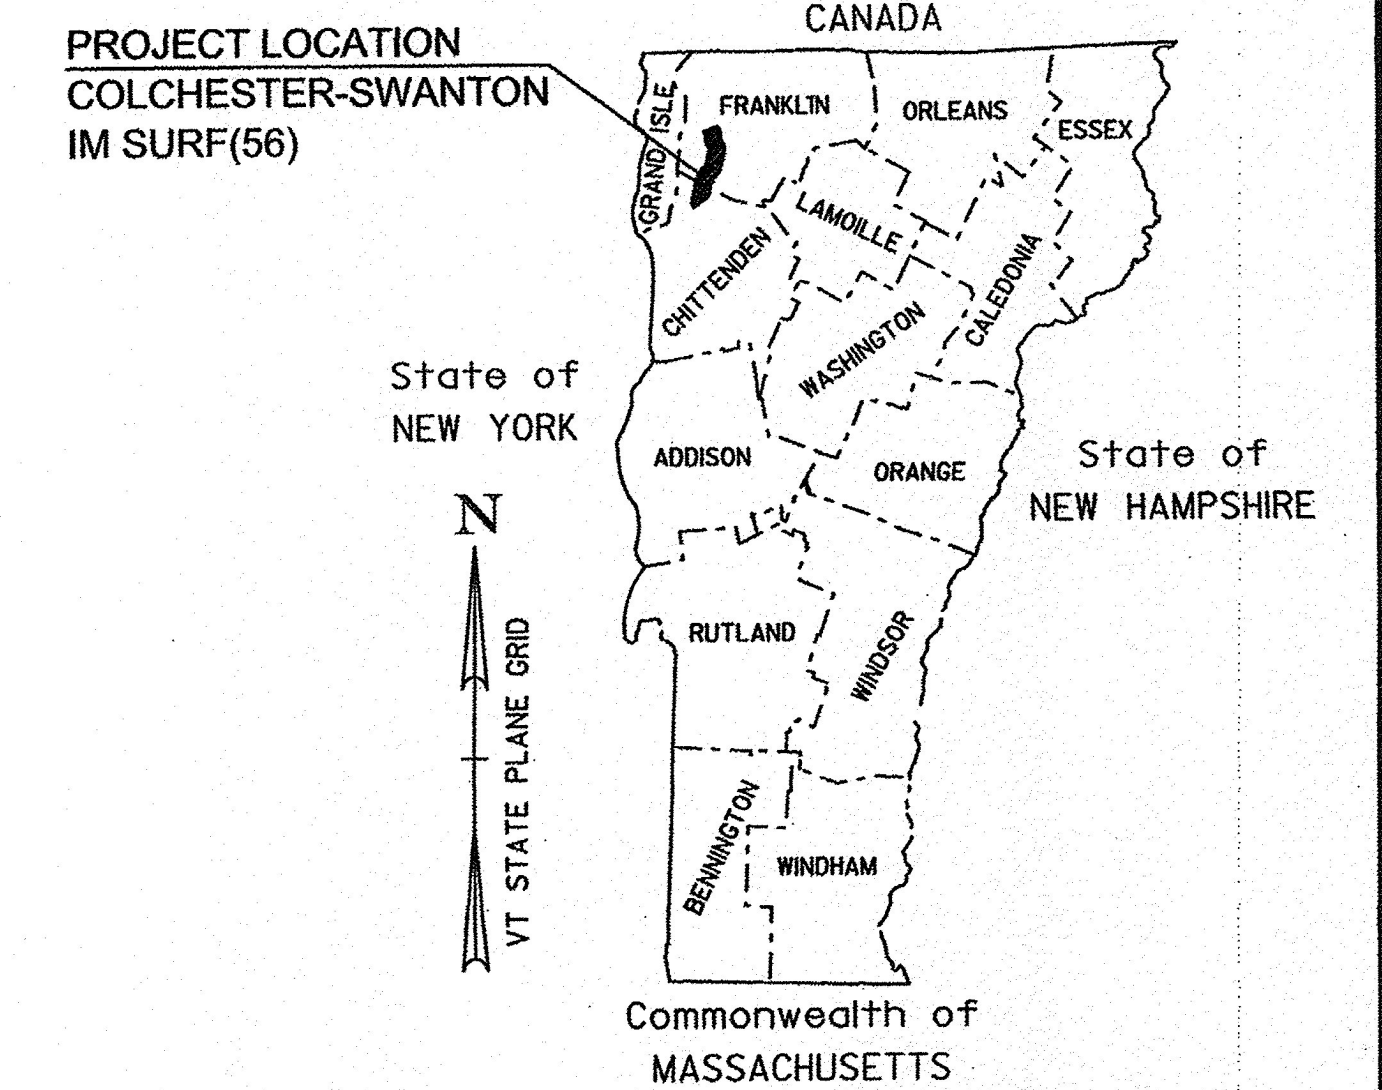 CANADA
PROJECT LOCATION
COLCHESTER-SWANTON
IM SURF(56)
GRAND ISLE
FRANKLIN
ORLEANS
ESSEX
LAMOILLE
CHITTENDEN
CALEDONIA
WASHINGTON
State of
NEW YORK
ADDISON
ORANGE
State of
NEW HAMPSHIRE
N
VT STATE PLANE GRID
RUTLAND
WINDSOR
BENNINGTON
WINDHAM
Commonwealth of
MASSACHUSETTS